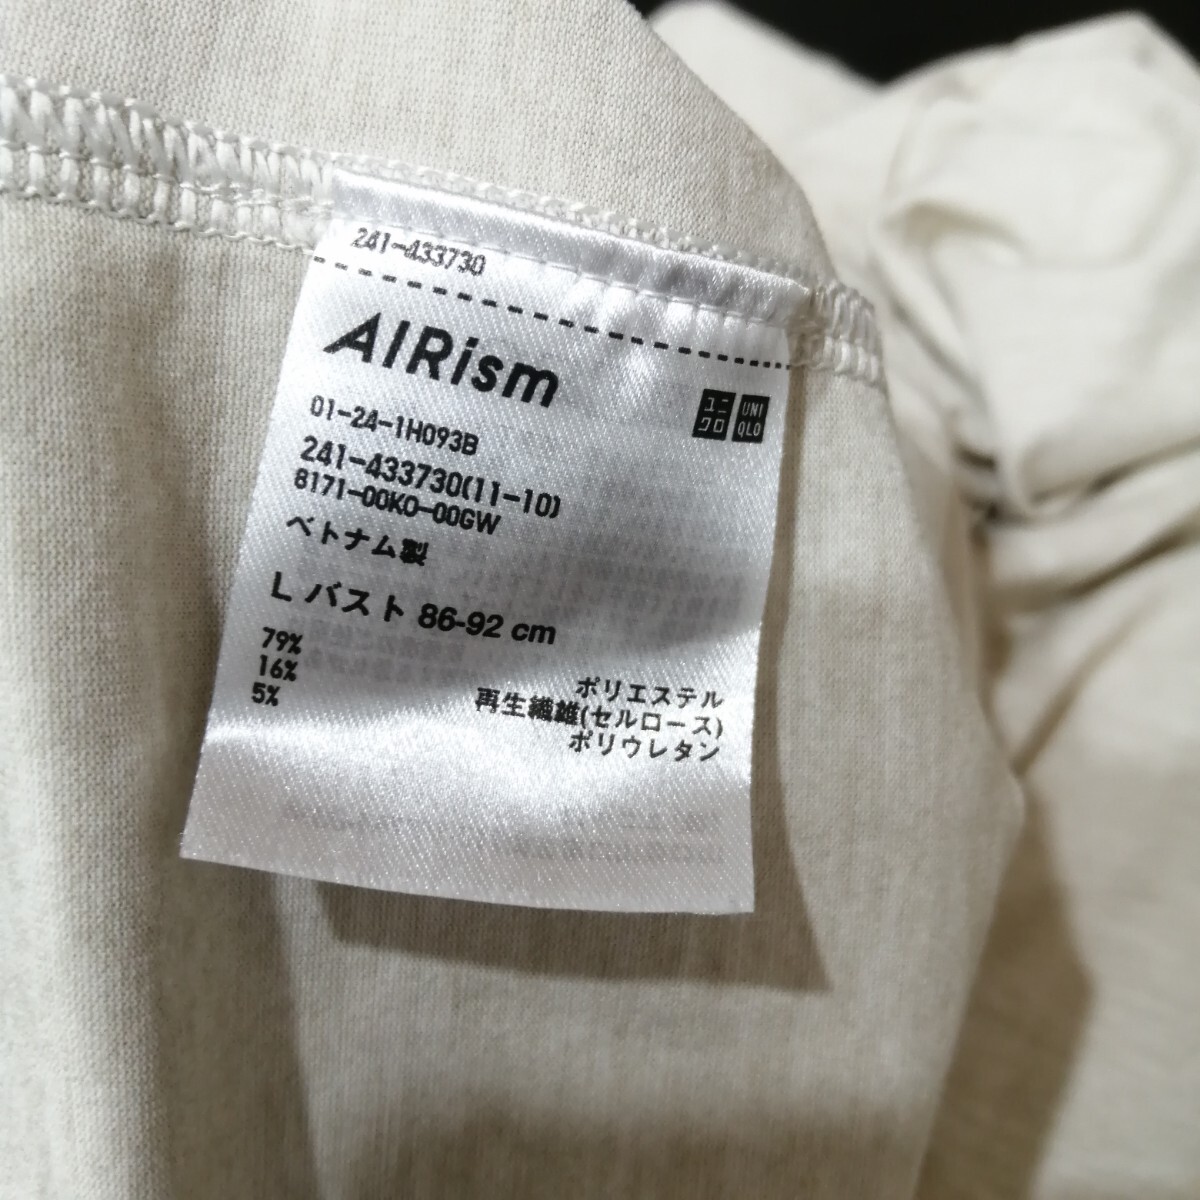 241-433730
AIRism
ユニ
クロ
UNI
QLO
01-24-1H093B
241-433730(11-10)
8171-00K0-00GW
ベトナム製
L バスト 86-92 cm
79% ポリエステル
16% 再生繊維(セルロース)
5% ポリウレタン